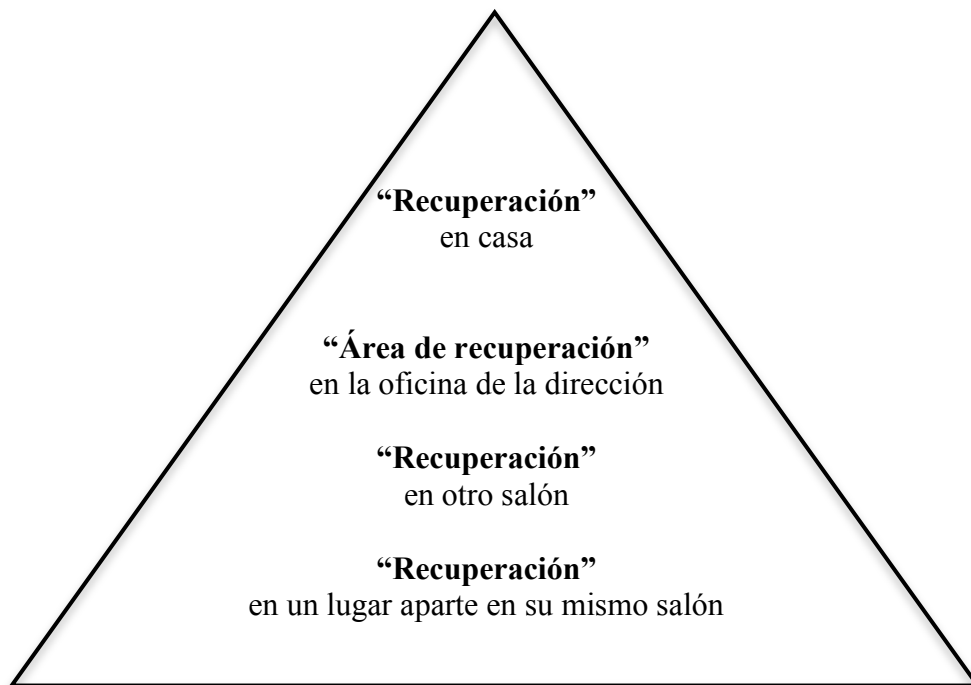 “Recuperación”
en casa
“Área de recuperación”
en la oficina de la dirección
“Recuperación”
en otro salón
“Recuperación”
en un lugar aparte en su mismo salón